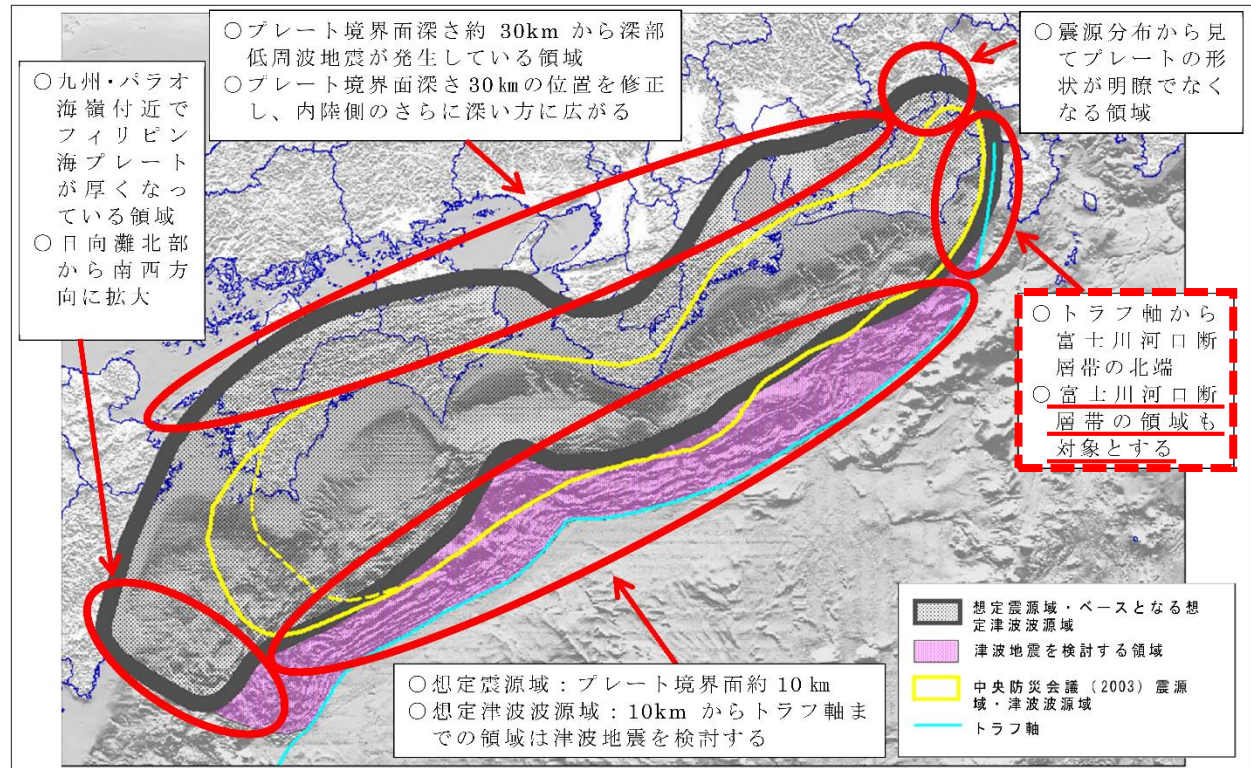 ○プレート境界面深さ約 30km から深部
低周波地震が発生している領域
○プレート境界面深さ30kmの位置を修正
し、内陸側のさらに深い方に広がる
○震源分布から見
てプレートの形
状が明瞭でなく
なる領域
○九州・パラオ
海嶺付近で
フィリピン
海プレート
が厚くなっ
ている領域
○日向灘北部
から南西方
向に拡大
○トラフ軸から
富士川河口断
層帯の北端
○富士川河口断
層帯の領域も
対象とする
○想定震源域：プレート境界面約 10 km
○想定津波波源域：10km からトラフ軸ま
での領域は津波地震を検討する
想定震源域・ベースとなる想
定津波波源域
津波地震を検討する領域
中央防災会議（2003）震源
域・津波波源域
トラフ軸